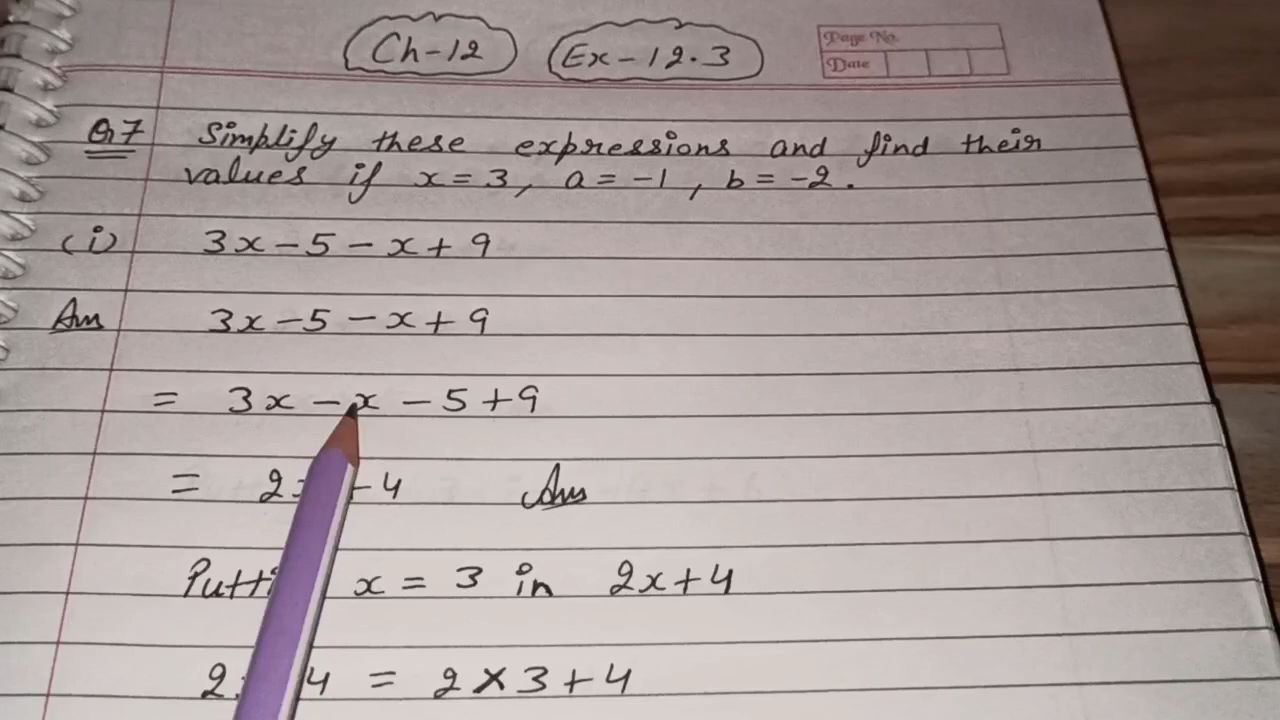 Ch-12 Ex-12.3
Page No.
Date
Q7 Simplify these expressions and find their
values if x = 3, a = -1, b = -2.
(i) 3x - 5 - x + 9
Ans 3x - 5 - x + 9
= 3x - x - 5 + 9
= 2 4 Ans
x = 3 in 2x + 4
2 4 = 2 × 3 + 4